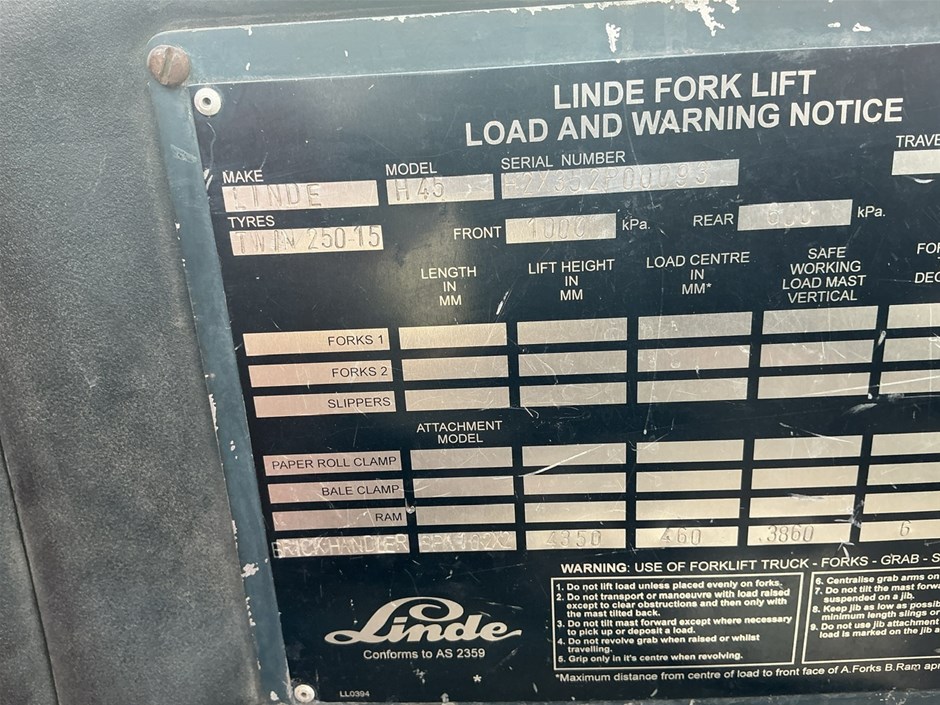 LINDE FORK LIFT
LOAD AND WARNING NOTICE
MAKE MODEL SERIAL NUMBER TRAVE
LINDE H45
TYRES
TWIN 250-15 FRONT 1000 kPa. REAR kPa.
LENGTH IN MM
LIFT HEIGHT IN MM
LOAD CENTRE IN MM*
SAFE WORKING LOAD MAST VERTICAL
FOR
DEG
FORKS 1
FORKS 2
SLIPPERS
ATTACHMENT MODEL
PAPER ROLL CLAMP
BALE CLAMP
RAM
BRICKHANDLER 4350 460 3860 6
WARNING: USE OF FORKLIFT TRUCK - FORKS - GRAB - S
1. Do not lift load unless placed evenly on forks.
2. Do not transport or manoeuvre with load raised
except to clear obstructions and then only with
the mast tilted back.
3. Do not tilt mast forward except where necessary
to pick up or deposit a load.
4. Do not revolve grab when raised or whilst
travelling.
5. Grip only in it's centre when revolving.
6. Centralise grab arms on
7. Do not tilt the mast forwa
suspended on a jib.
8. Keep jib as low as possib
minimum length slings or
9. Do not use jib attachment
load is marked on the jib a
*Maximum distance from centre of load to front face of A.Forks B.Ram apr
Linde
Conforms to AS 2359
*
LL0394